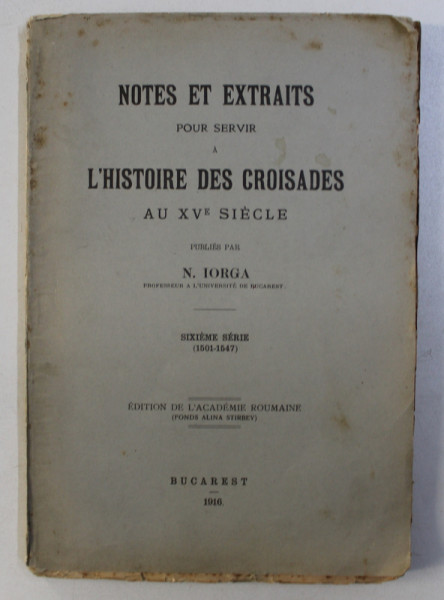 NOTES ET EXTRAITS
POUR SERVIR
A
L'HISTOIRE DES CROISADES
AU XVᴱ SIÈCLE
PUBLIÉS PAR
N. IORGA
PROFESSEUR A L'UNIVERSITÉ DE BUCAREST.
SIXIÈME SÉRIE
(1501-1547)
ÉDITION DE L'ACADÉMIE ROUMAINE
(FONDS ALINA STIRBEY)
BUCAREST
1916.